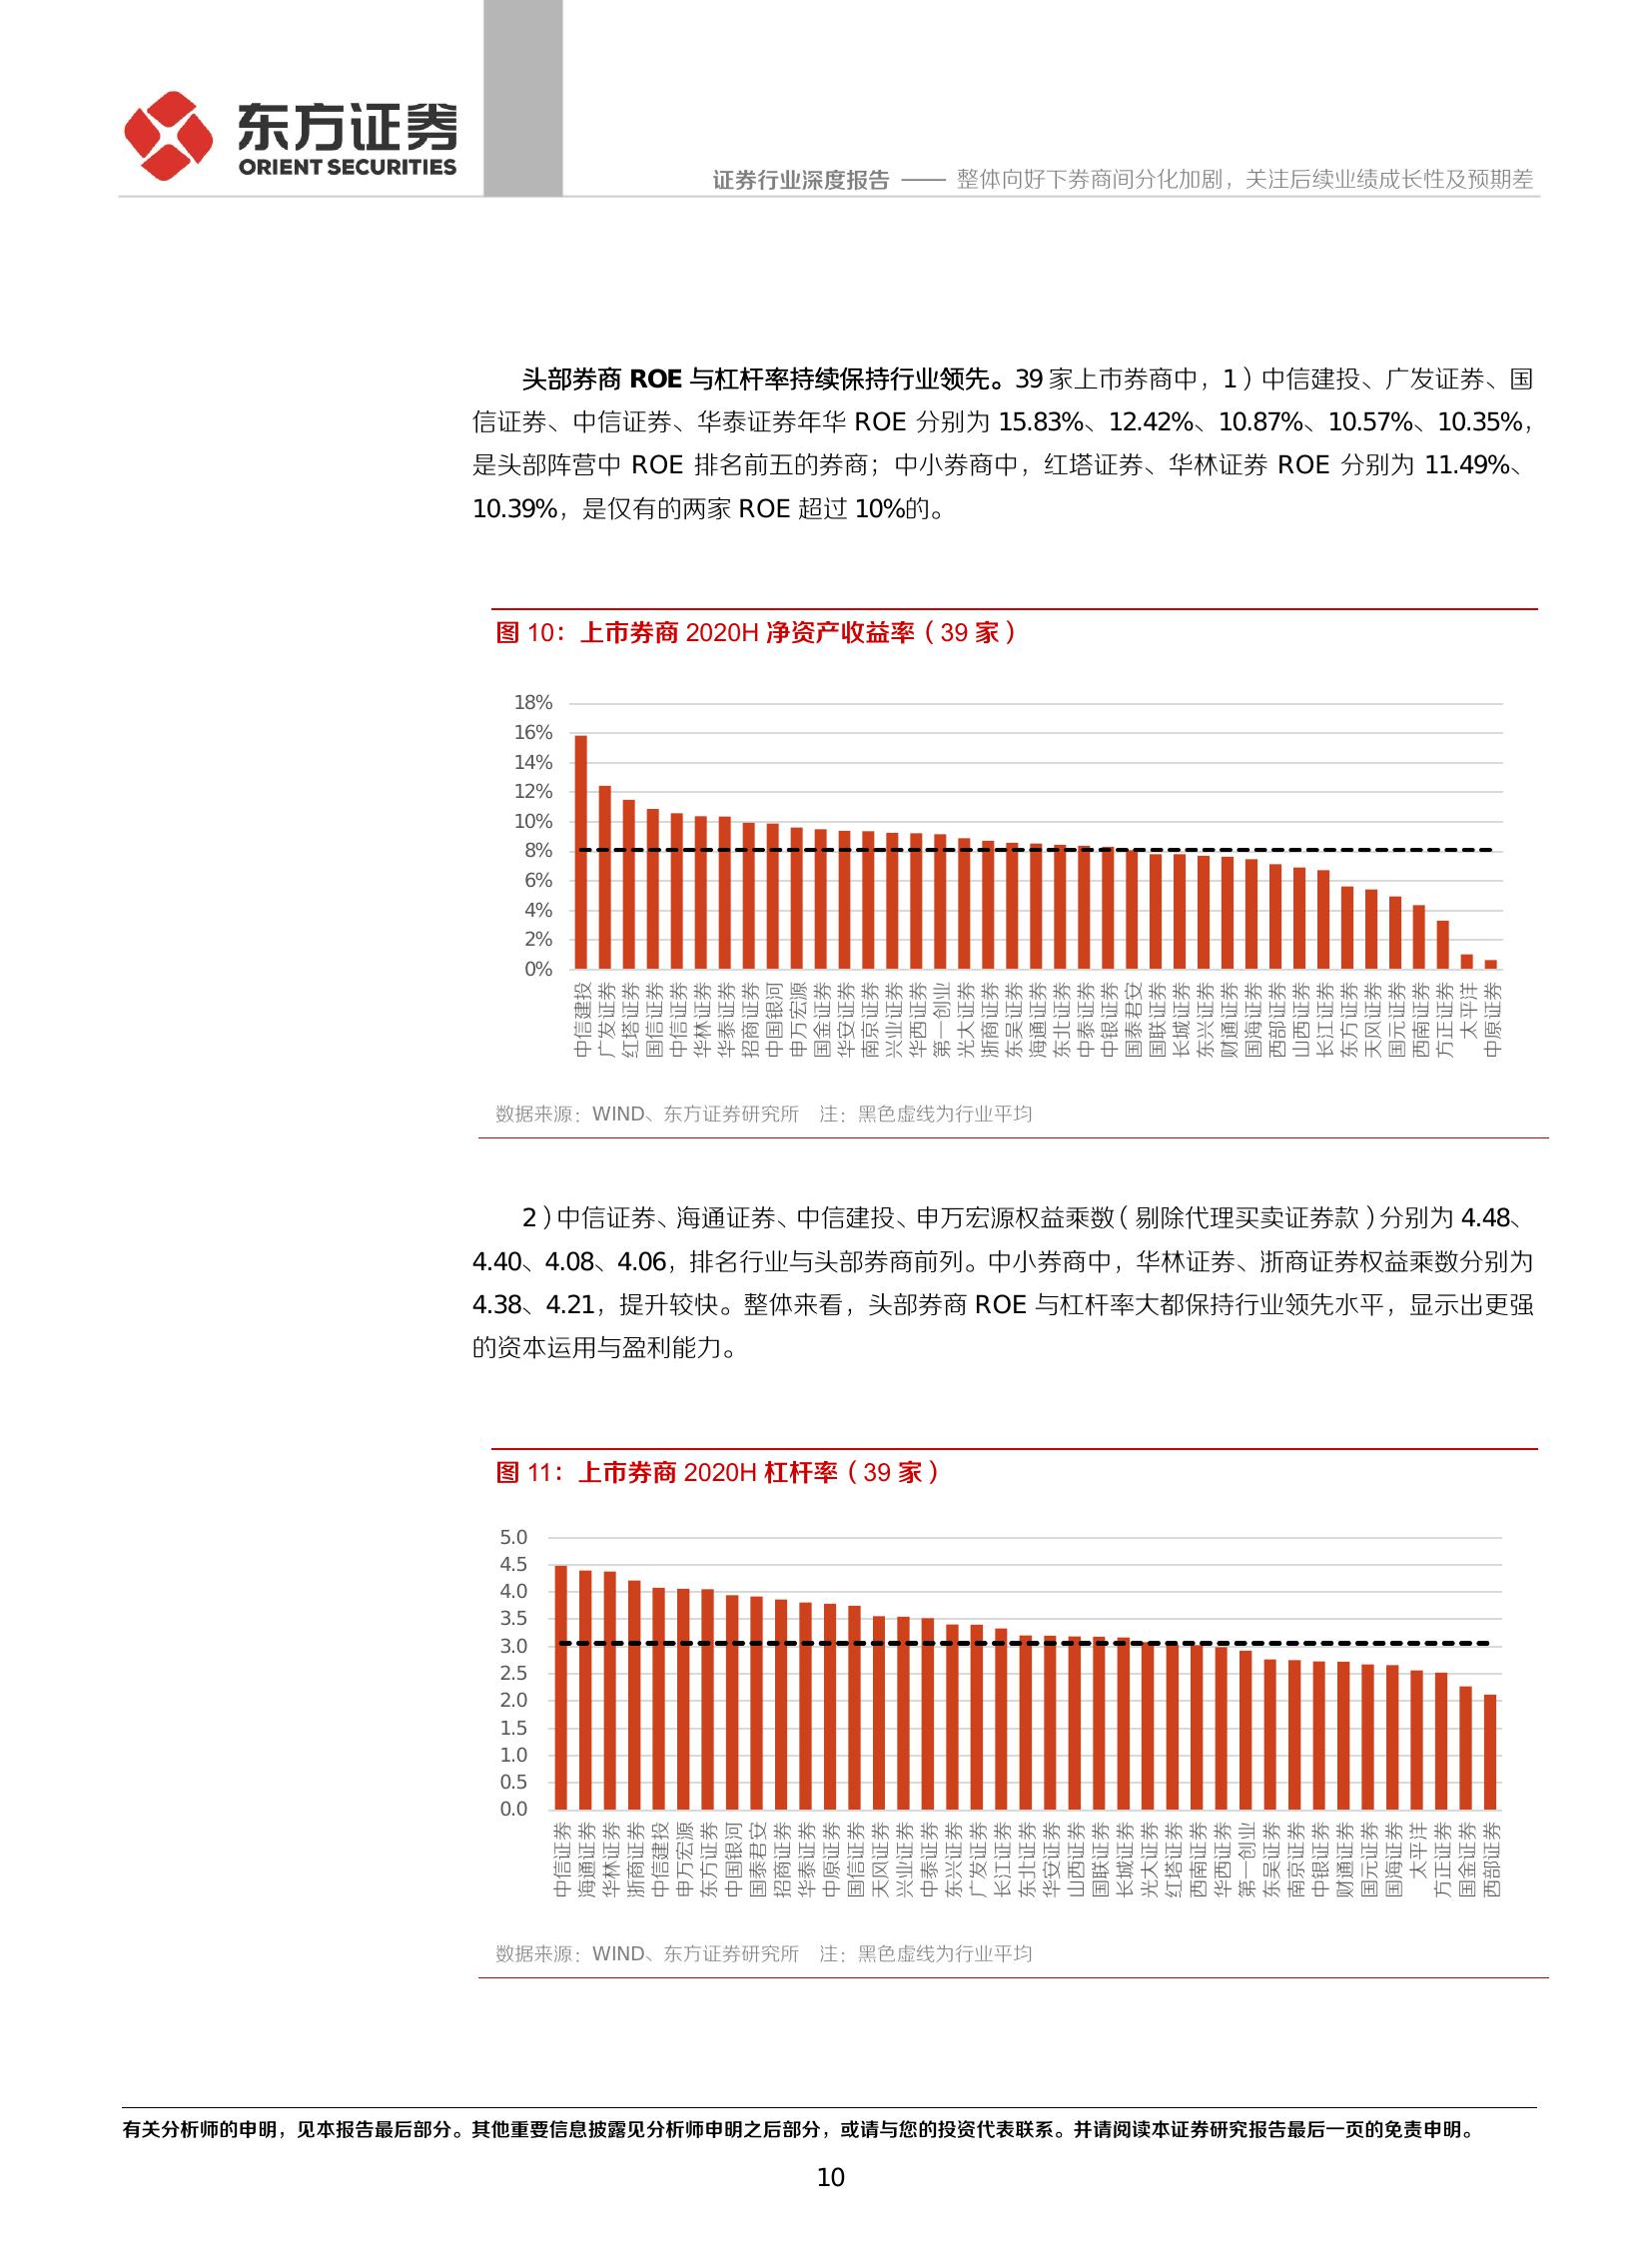 东方证券
ORIENT SECURITIES
证券行业深度报告 —— 整体向好下券商间分化加剧，关注后续业绩成长性及预期差
头部券商 ROE 与杠杆率持续保持行业领先。39 家上市券商中，1）中信建投、广发证券、国
信证券、中信证券、华泰证券年华 ROE 分别为 15.83%、12.42%、10.87%、10.57%、10.35%，
是头部阵营中 ROE 排名前五的券商；中小券商中，红塔证券、华林证券 ROE 分别为 11.49%、
10.39%，是仅有的两家 ROE 超过 10%的。
图 10：上市券商 2020H 净资产收益率（39 家）
18%
16%
14%
12%
10%
8%
6%
4%
2%
0%
中信建投
广发证券
红塔证券
国信证券
中信证券
华林证券
华泰证券
招商证券
中国银河
申万宏源
国金证券
华安证券
南京证券
兴业证券
华西证券
第一创业
光大证券
浙商证券
东吴证券
海通证券
东北证券
中泰证券
中银证券
国泰君安
国联证券
长城证券
东兴证券
财通证券
国海证券
西部证券
山西证券
长江证券
东方证券
天风证券
国元证券
西南证券
方正证券
太平洋
中原证券
数据来源：WIND、东方证券研究所 注：黑色虚线为行业平均
2）中信证券、海通证券、中信建投、申万宏源权益乘数（剔除代理买卖证券款）分别为 4.48、
4.40、4.08、4.06，排名行业与头部券商前列。中小券商中，华林证券、浙商证券权益乘数分别为
4.38、4.21，提升较快。整体来看，头部券商 ROE 与杠杆率大都保持行业领先水平，显示出更强
的资本运用与盈利能力。
图 11：上市券商 2020H 杠杆率（39 家）
5.0
4.5
4.0
3.5
3.0
2.5
2.0
1.5
1.0
0.5
0.0
中信证券
海通证券
华林证券
浙商证券
中信建投
申万宏源
东方证券
中国银河
国泰君安
招商证券
华泰证券
中原证券
国信证券
天风证券
兴业证券
中泰证券
东兴证券
广发证券
长江证券
东北证券
华安证券
山西证券
国联证券
长城证券
光大证券
红塔证券
西南证券
华西证券
第一创业
东吴证券
南京证券
中银证券
财通证券
国元证券
国海证券
太平洋
方正证券
国金证券
西部证券
数据来源：WIND、东方证券研究所 注：黑色虚线为行业平均
有关分析师的申明，见本报告最后部分。其他重要信息披露见分析师申明之后部分，或请与您的投资代表联系。并请阅读本证券研究报告最后一页的免责申明。
10